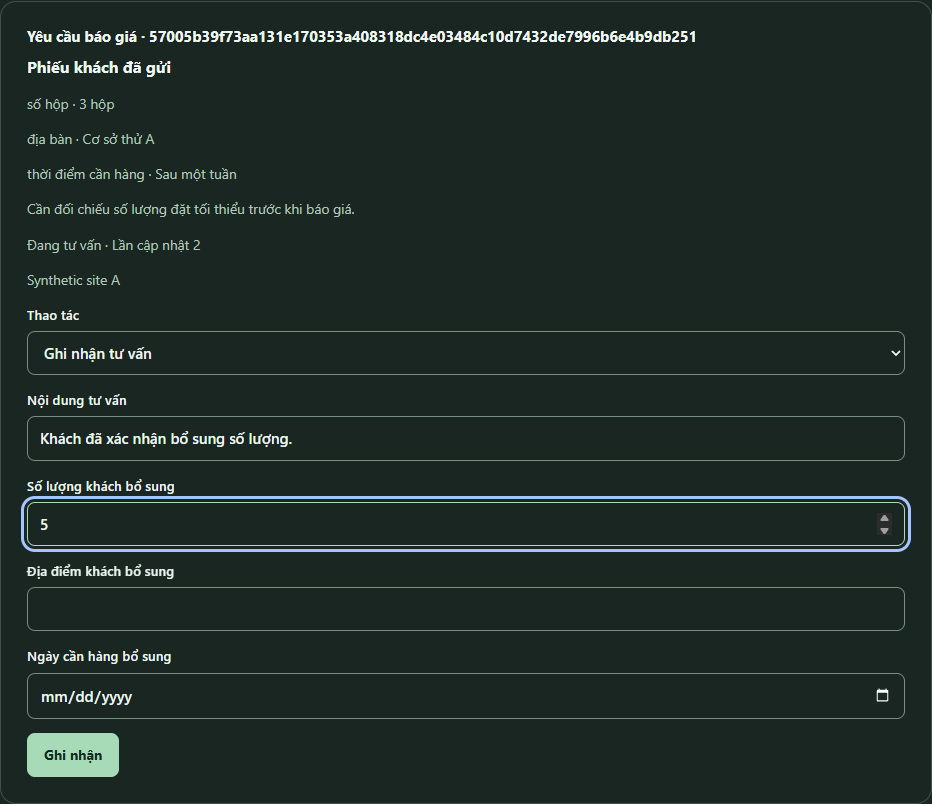 Yêu cầu báo giá · 57005b39f73aa131e170353a408318dc4e03484c10d7432de7996b6e4b9db251
Phiếu khách đã gửi
số hộp · 3 hộp
địa bàn · Cơ sở thử A
thời điểm cần hàng · Sau một tuần
Cần đối chiếu số lượng đặt tối thiểu trước khi báo giá.
Đang tư vấn · Lần cập nhật 2
Synthetic site A
Thao tác
Ghi nhận tư vấn
Nội dung tư vấn
Khách đã xác nhận bổ sung số lượng.
Số lượng khách bổ sung
5
Địa điểm khách bổ sung
Ngày cần hàng bổ sung
mm/dd/yyyy
Ghi nhận